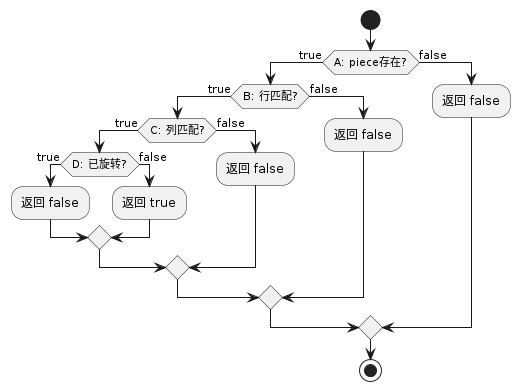 true
A: piece存在?
false
true
B: 行匹配?
false
返回 false
true
C: 列匹配?
false
返回 false
true
D: 已旋转?
false
返回 false
返回 false
返回 true